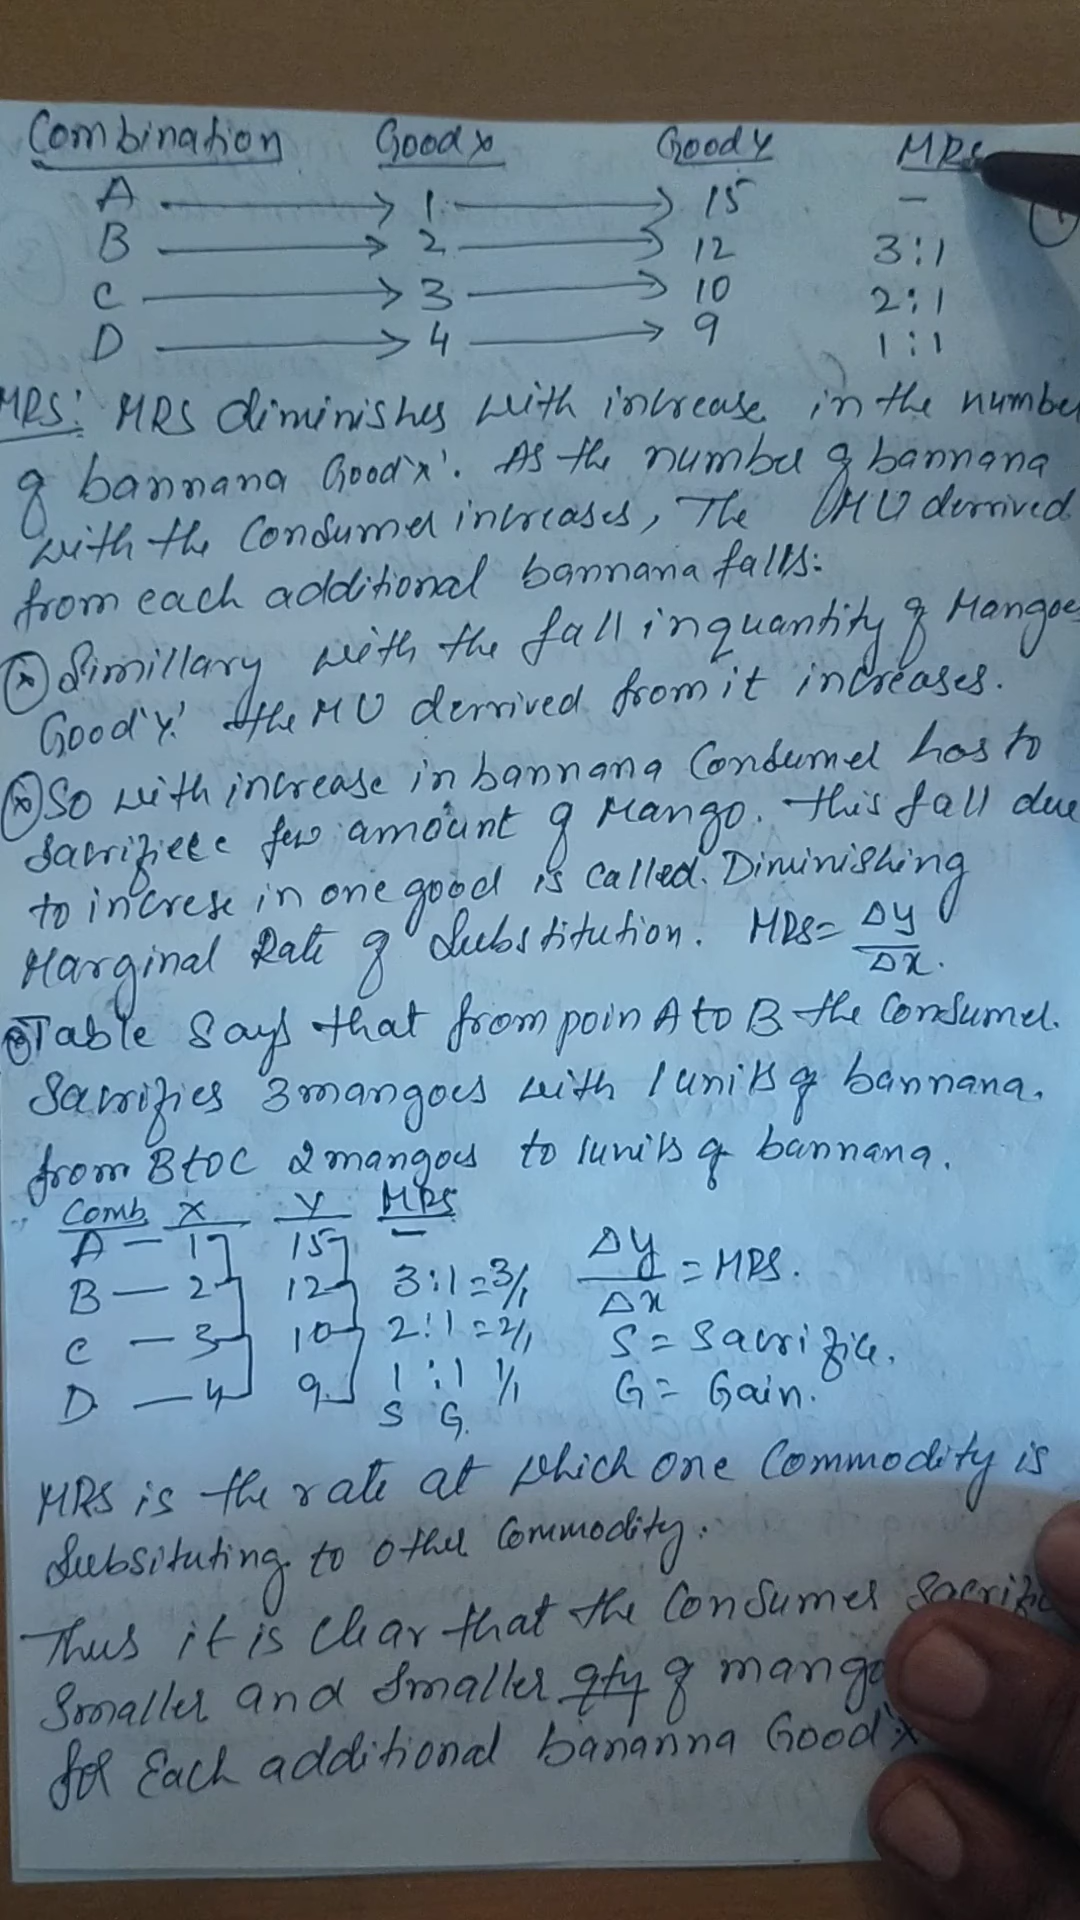 Combination Good x Good y MRS
A → 1 → 15 –
B → 2 → 12 3:1
C → 3 → 10 2:1
D → 4 → 9 1:1
MRS: MRS diminishes with increase in the number
of bannana Good 'x'. As the number of bannana
with the Consumer increases, The MU derrived
from each additional bannana falls:
Simillary with the fall in quantity of Mangoes
Good 'y' the MU derrived from it increases.
So with increase in bannana Consumer has to
Sacrifiece few amount of Mango. This fall due
to increse in one good is called. Diminishing
Marginal Rate of Substitution. MRS = Δy/Δx.
Table Says that from poin A to B the Consumer.
Sacrifies 3 mangoes with 1 units of bannana.
from B to C 2 mangoes to 1 units of bannana.
Comb X Y MRS
A — 1 15 –
B — 2 12 3:1 = 3/1 Δy/Δx = MRS.
C — 3 10 2:1 = 2/1 S = Sacrifice.
D — 4 9 1:1 1/1 G = Gain.
S G.
MRS is the rate at which one Commodity is
Subsituting to other Commodity.
Thus it is clear that the Consumer
Smaller and Smaller qty of
for Each additional bananna Good 'x